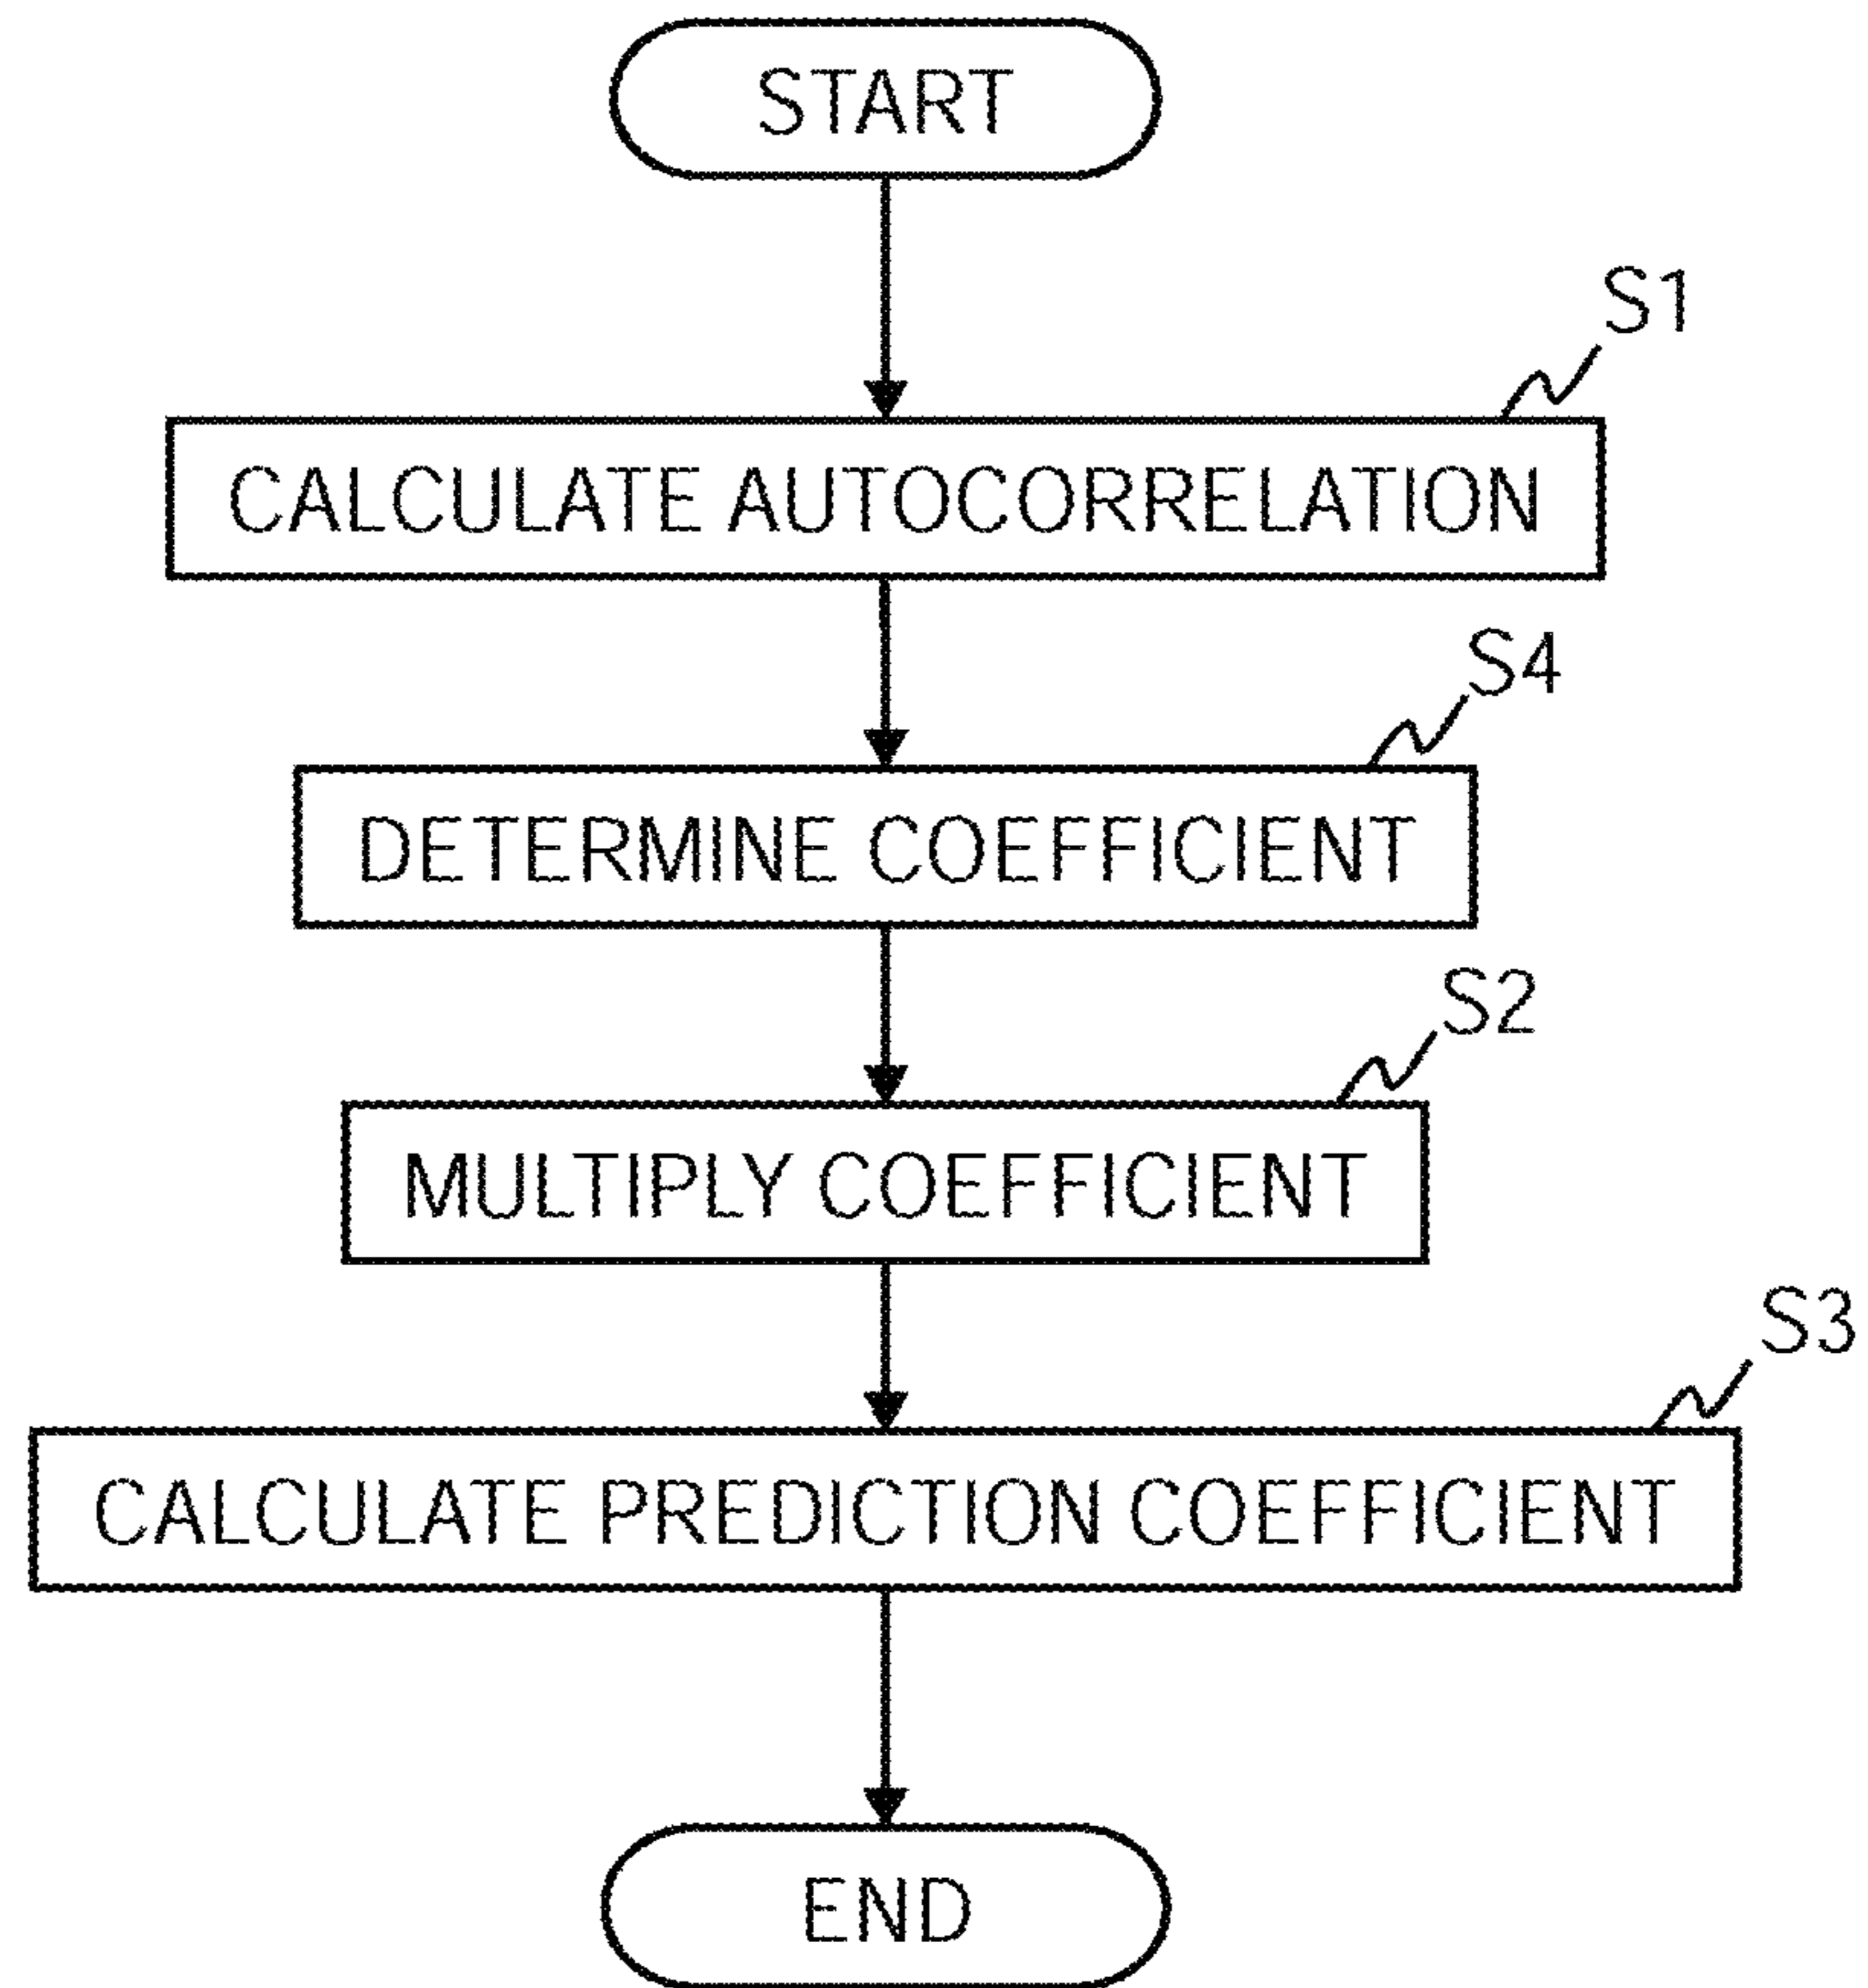 START
S1
CALCULATE AUTOCORRELATION
S4
DETERMINE COEFFICIENT
S2
MULTIPLY COEFFICIENT
S3
CALCULATE PREDICTION COEFFICIENT
END